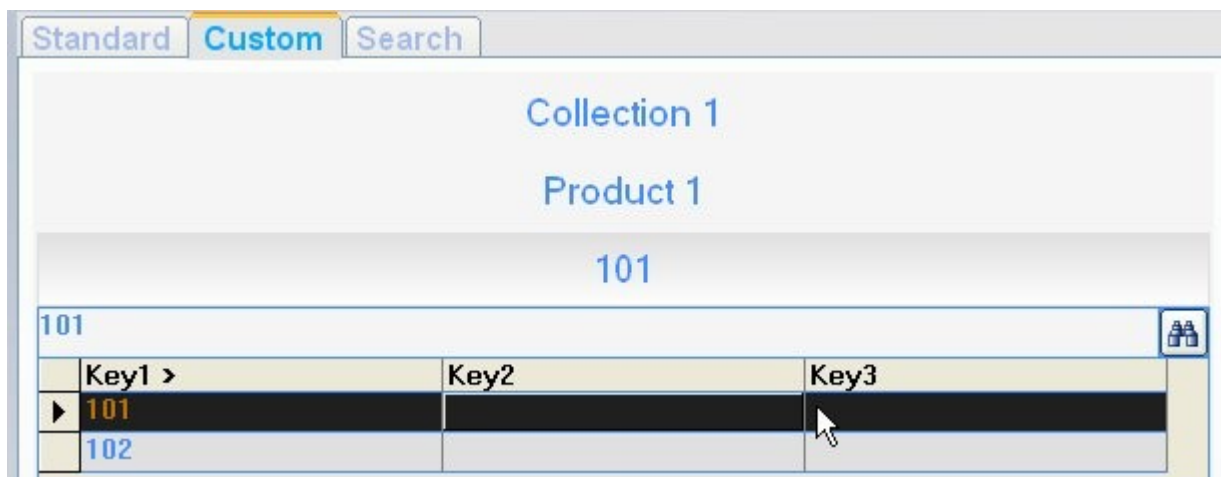 Standard Custom Search
Collection 1
Product 1
101
101
Key1 > Key2 Key3
101
102